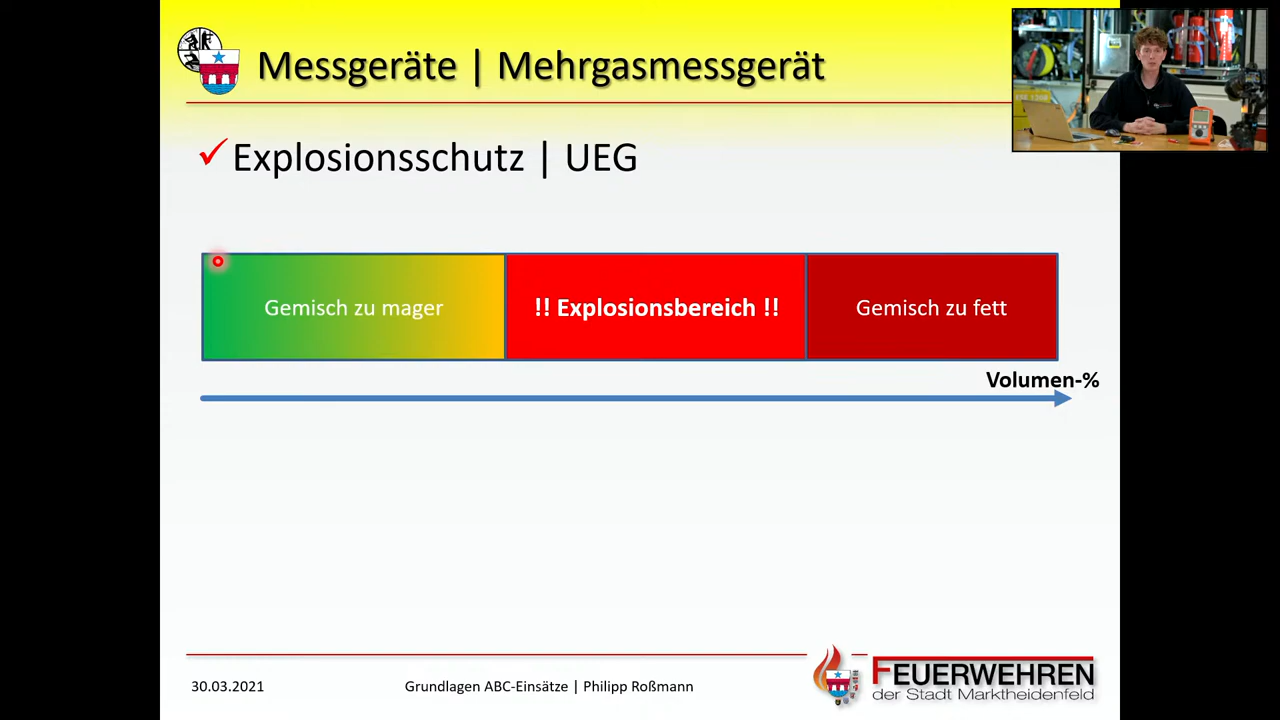 Messgeräte | Mehrgasmessgerät
Explosionsschutz | UEG
Gemisch zu mager
!! Explosionsbereich !!
Gemisch zu fett
Volumen-%
30.03.2021
Grundlagen ABC-Einsätze | Philipp Roßmann
FEUERWEHREN
der Stadt Marktheidenfeld